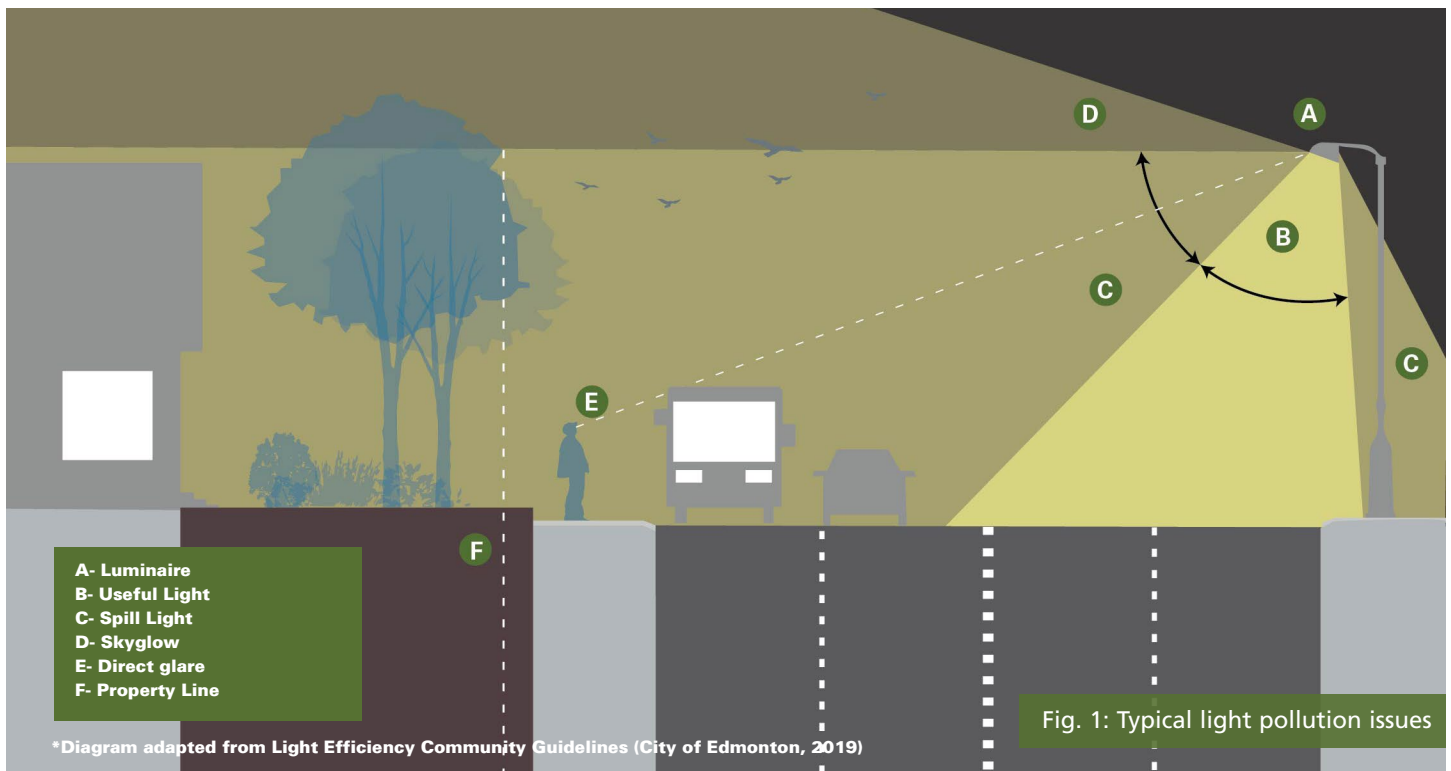 D
A
B
C
C
E
F
A- Luminaire
B- Useful Light
C- Spill Light
D- Skyglow
E- Direct glare
F- Property Line
Fig. 1: Typical light pollution issues
*Diagram adapted from Light Efficiency Community Guidelines (City of Edmonton, 2019)